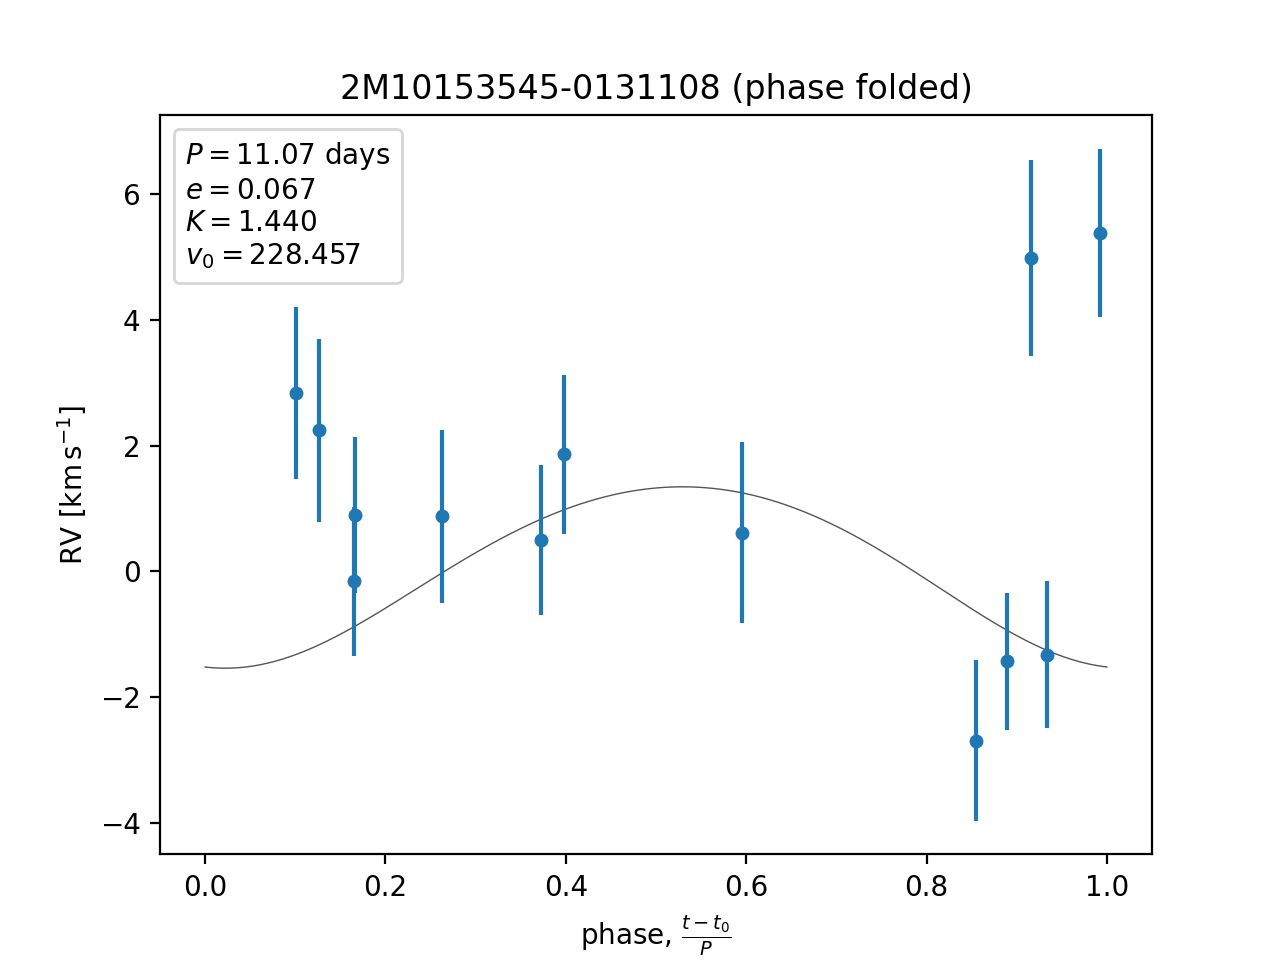 2M10153545-0131108 (phase folded)
P = 11.07 days
e = 0.067
K = 1.440
v₀ = 228.457
6
4
2
0
−2
−4
RV [km s⁻¹]
0.0 0.2 0.4 0.6 0.8 1.0
phase, (t − t₀)/P